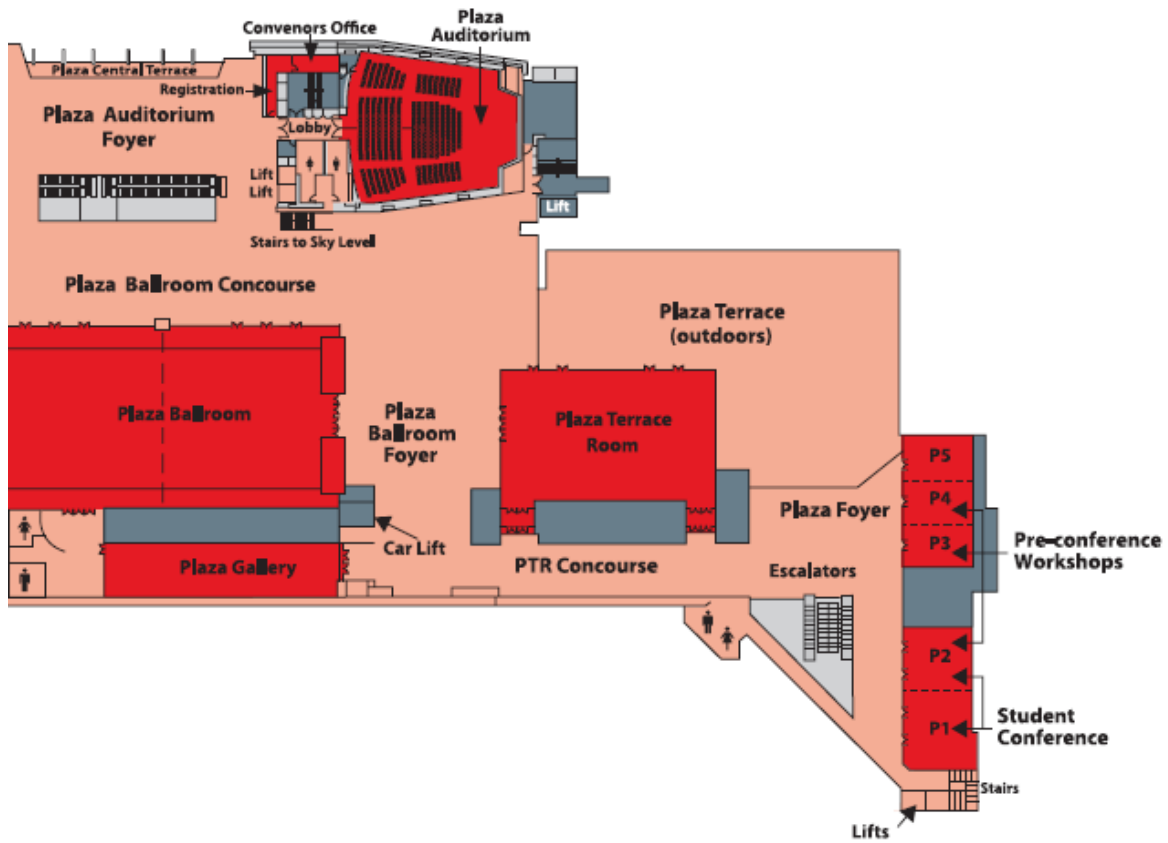 Convenors Office
Plaza
Auditorium
Plaza Central Terrace
Registration
Plaza Auditorium
Foyer
Lobby
Lift
Lift
Lift
Stairs to Sky Level
Plaza Ballroom Concourse
Plaza Terrace
(outdoors)
Plaza Ballroom
Plaza
Ballroom
Foyer
Plaza Terrace
Room
P5
P4
P3
Plaza Foyer
Pre-conference
Workshops
Car Lift
Plaza Gallery
PTR Concourse
Escalators
P2
P1
Student
Conference
Stairs
Lifts